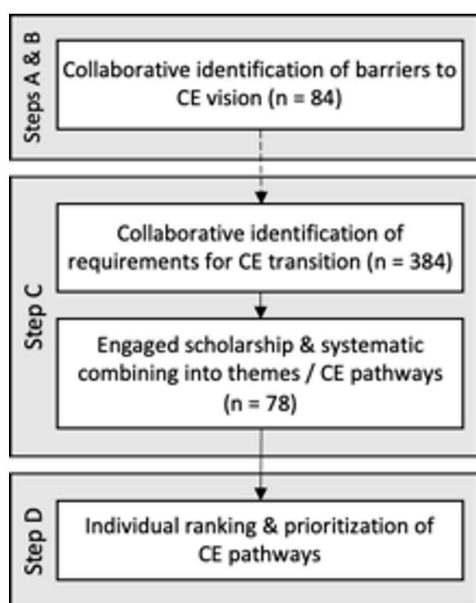 Steps A & B
Collaborative identification of barriers to
CE vision (n = 84)
Step C
Collaborative identification of
requirements for CE transition (n = 384)
Engaged scholarship & systematic
combining into themes / CE pathways
(n = 78)
Step D
Individual ranking & prioritization of
CE pathways